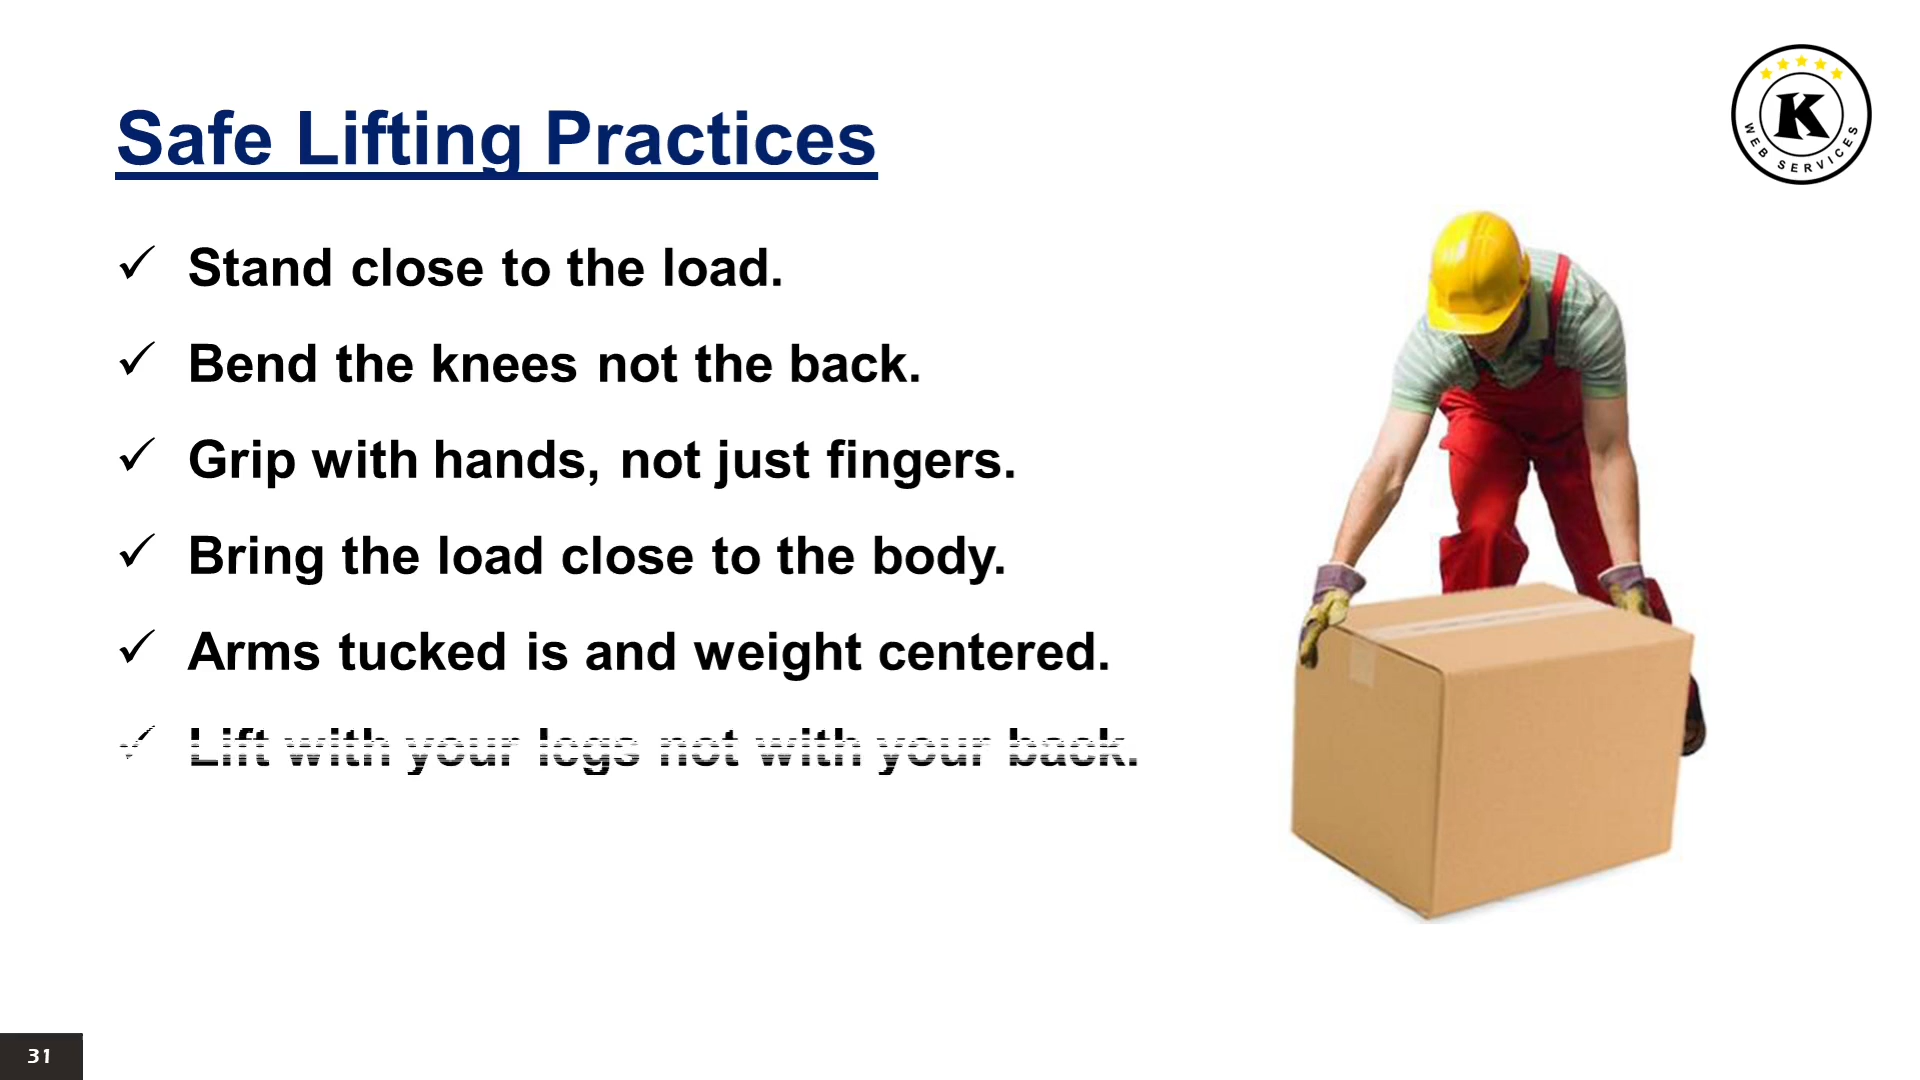 Safe Lifting Practices
Stand close to the load.
Bend the knees not the back.
Grip with hands, not just fingers.
Bring the load close to the body.
Arms tucked is and weight centered.
Lift with your legs not with your back.
K
WEB SERVICES
31